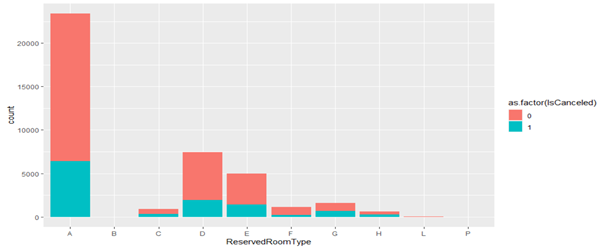 count
20000
15000
10000
5000
0
A B C D E F G H L P
ReservedRoomType
as.factor(IsCanceled)
0
1